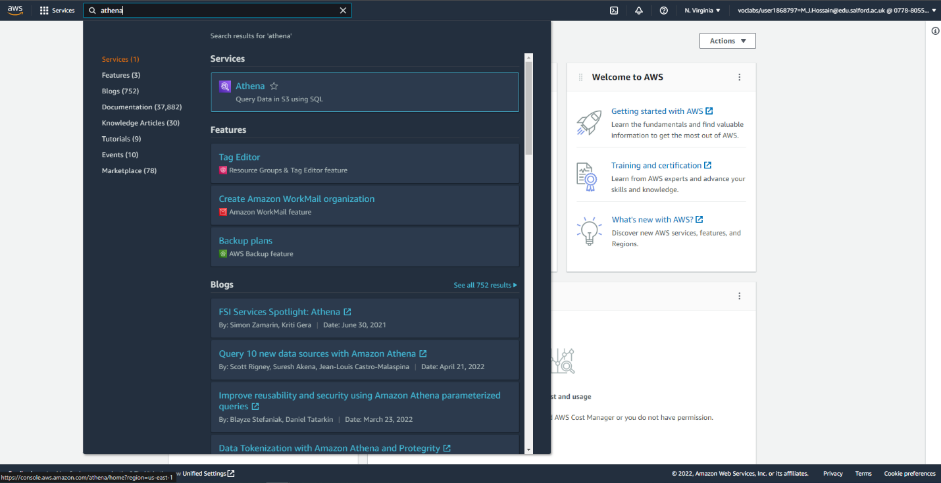 aws
Services
athena
N. Virginia
voclabs/user1868797=M.J.Hossain@edu.salford.ac.uk @ 0778-8055...
Search results for 'athena'
Services (1)
Features (3)
Blogs (752)
Documentation (37,882)
Knowledge Articles (30)
Tutorials (9)
Events (10)
Marketplace (78)
Services
Athena
Query Data in S3 using SQL
Features
Tag Editor
Resource Groups & Tag Editor feature
Create Amazon WorkMail organization
Amazon WorkMail feature
Backup plans
AWS Backup feature
Blogs
See all 752 results
FSI Services Spotlight: Athena
By: Simon Zamarin, Kriti Gera | Date: June 30, 2021
Query 10 new data sources with Amazon Athena
By: Scott Rigney, Suresh Akena, Jean-Louis Castro-Malaspina | Date: April 21, 2022
Improve reusability and security using Amazon Athena parameterized
queries
By: Blayze Stefaniak, Daniel Tatarkin | Date: March 23, 2022
Data Tokenization with Amazon Athena and Protegrity
Actions
Welcome to AWS
Getting started with AWS
Learn the fundamentals and find valuable
information to get the most out of AWS.
Training and certification
Learn from AWS experts and advance your
skills and knowledge.
What's new with AWS?
Discover new AWS services, features, and
Regions.
st and usage
AWS Cost Manager or you do not have permission.
Unified Settings
© 2022, Amazon Web Services, Inc. or its affiliates.
Privacy
Terms
Cookie preferences
https://console.aws.amazon.com/athena/home?region=us-east-1